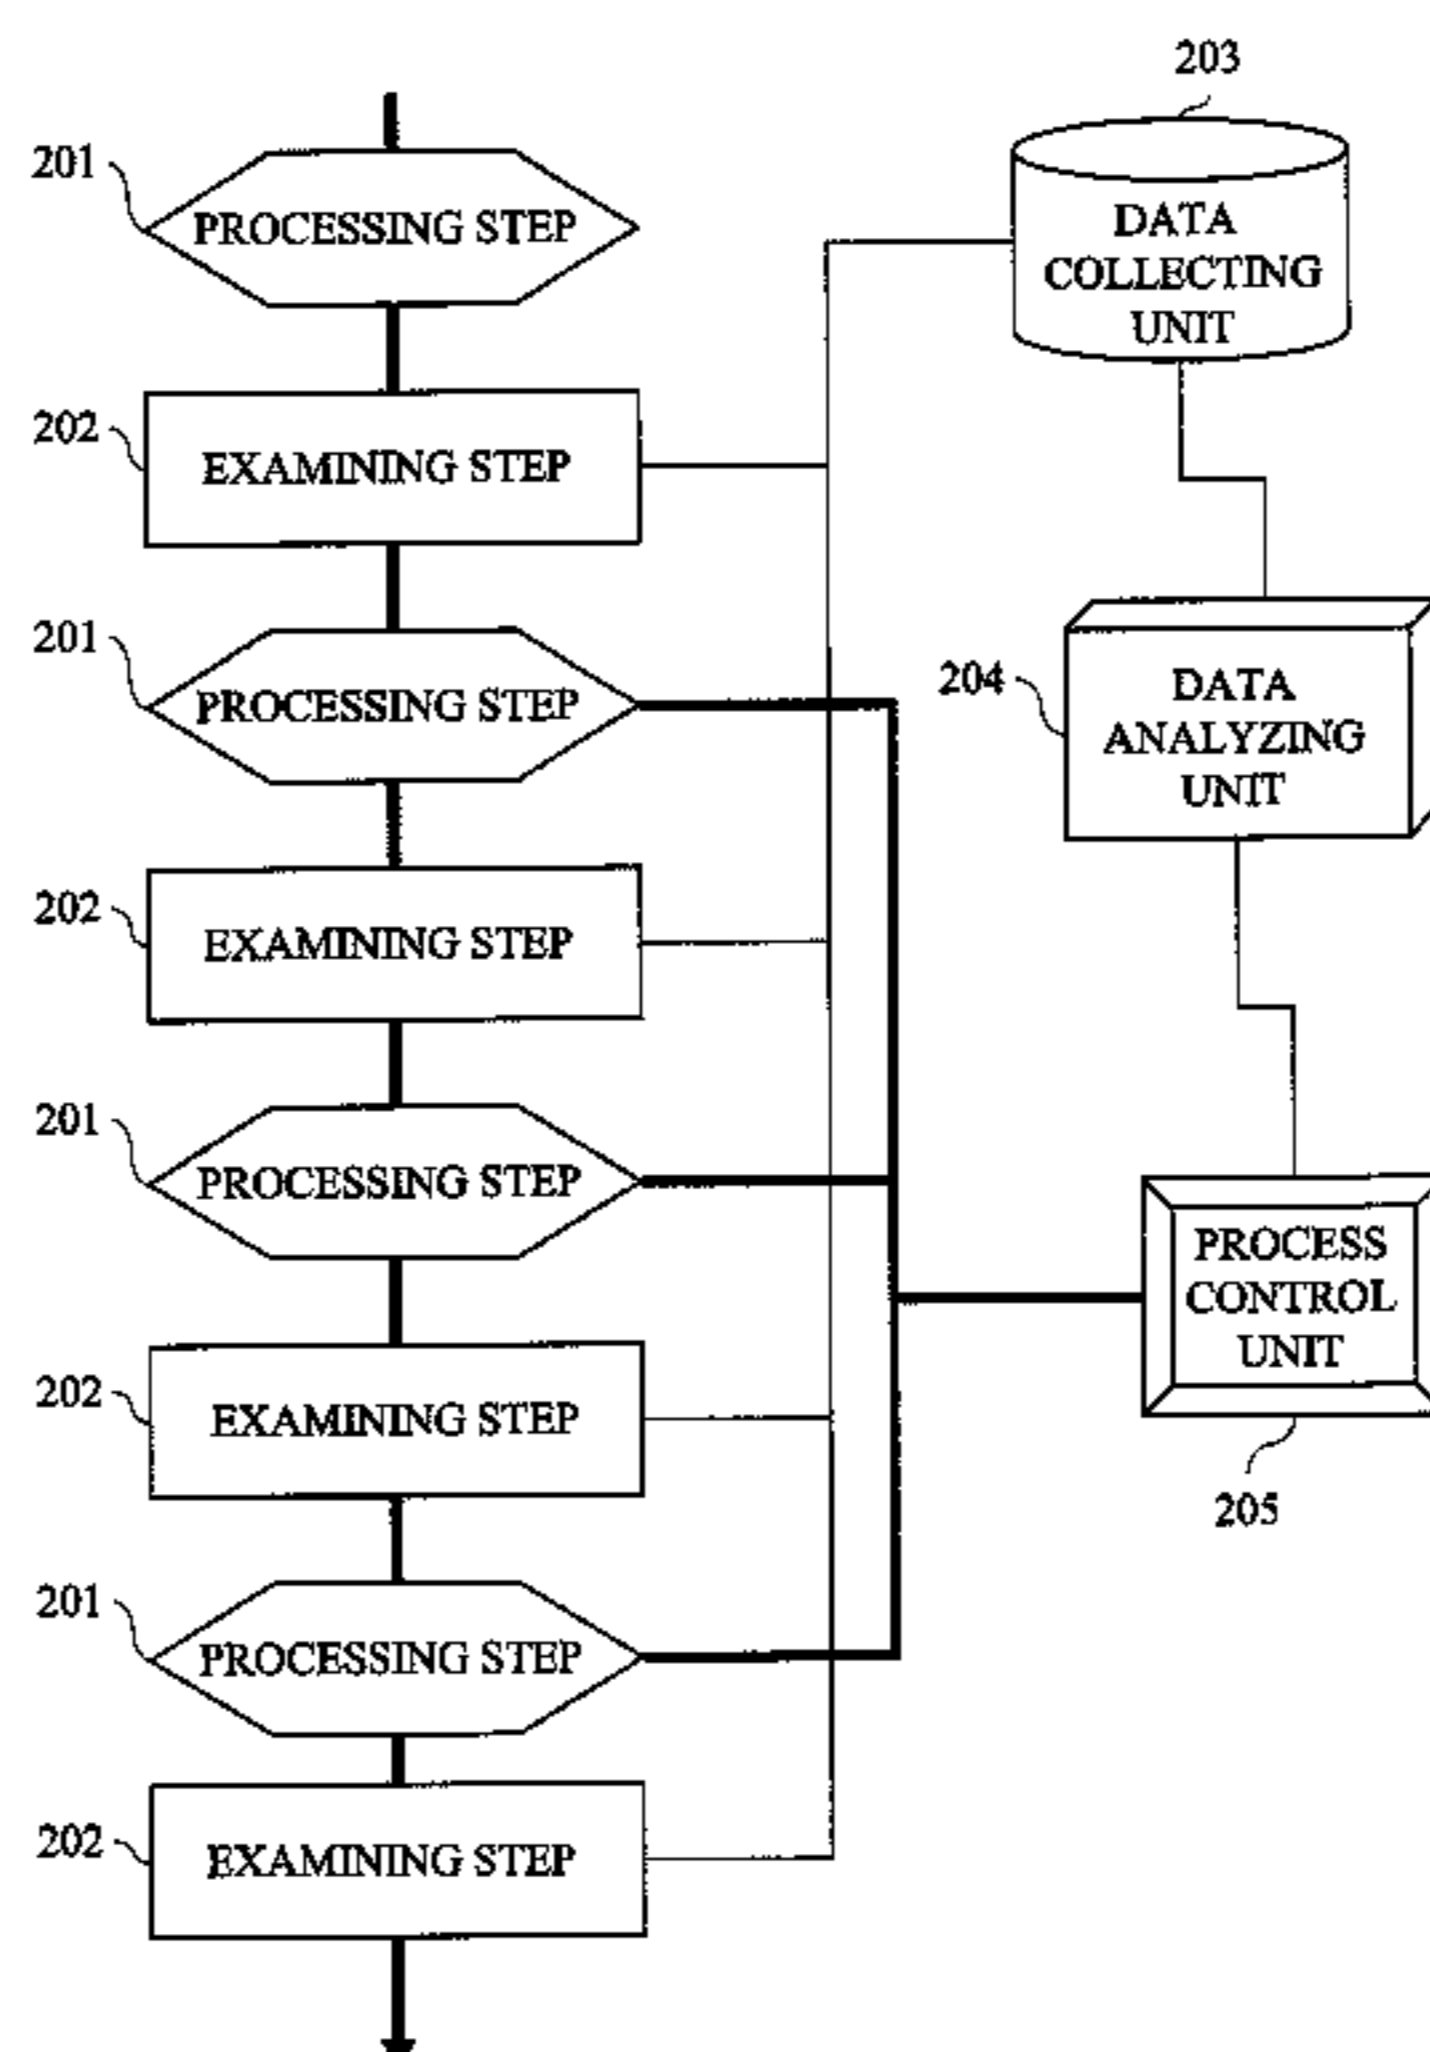 201
PROCESSING STEP
202
EXAMINING STEP
201
PROCESSING STEP
202
EXAMINING STEP
201
PROCESSING STEP
202
EXAMINING STEP
201
PROCESSING STEP
202
EXAMINING STEP
203
DATA
COLLECTING
UNIT
204
DATA
ANALYZING
UNIT
PROCESS
CONTROL
UNIT
205